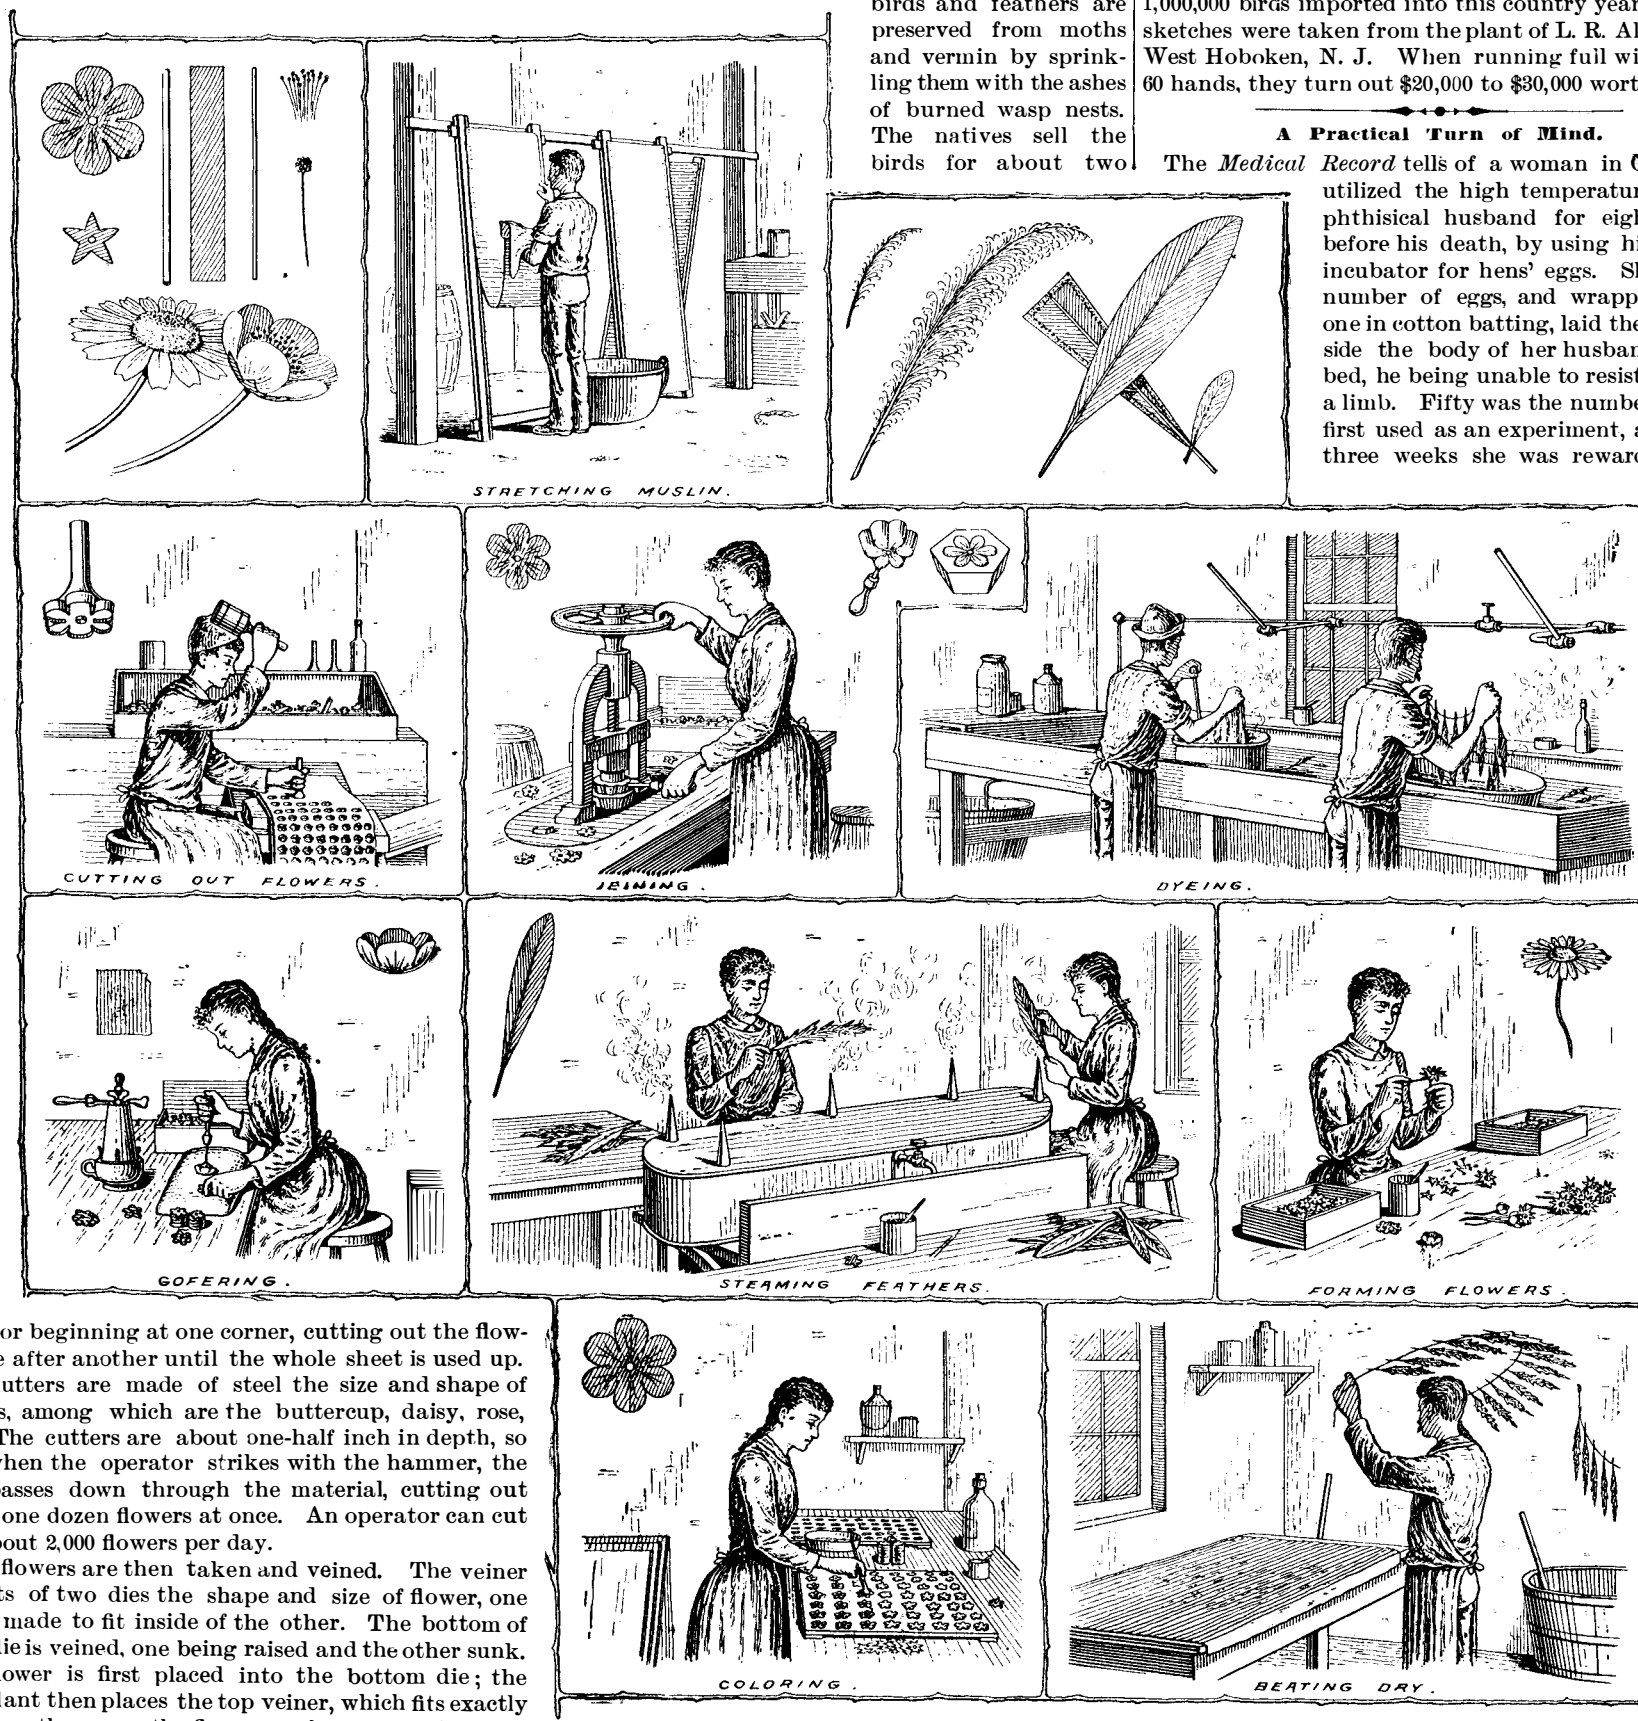 birds and feathers are
preserved from moths
and vermin by sprink-
ling them with the ashes
of burned wasp nests.
The natives sell the
birds for about two
1,000,000 birds imported into this country year
sketches were taken from the plant of L. R. Al
West Hoboken, N. J. When running full wi
60 hands, they turn out $20,000 to $30,000 wort
A Practical Turn of Mind.
The Medical Record tells of a woman in
utilized the high temperatur
phthisical husband for eigh
before his death, by using hi
incubator for hens' eggs. Sh
number of eggs, and wrapp
one in cotton batting, laid the
side the body of her husban
bed, he being unable to resist
a limb. Fifty was the numbe
first used as an experiment, a
three weeks she was reward
STRETCHING MUSLIN.
CUTTING OUT FLOWERS.
VEINING.
DYEING.
GOFERING.
STEAMING FEATHERS.
FORMING FLOWERS.
or beginning at one corner, cutting out the flow-
e after another until the whole sheet is used up.
utters are made of steel the size and shape of
s, among which are the buttercup, daisy, rose,
The cutters are about one-half inch in depth, so
when the operator strikes with the hammer, the
passes down through the material, cutting out
one dozen flowers at once. An operator can cut
bout 2,000 flowers per day.
flowers are then taken and veined. The veiner
ts of two dies the shape and size of flower, one
made to fit inside of the other. The bottom of
die is veined, one being raised and the other sunk.
lower is first placed into the bottom die; the
dant then places the top veiner, which fits exactly
COLORING.
BEATING DRY.